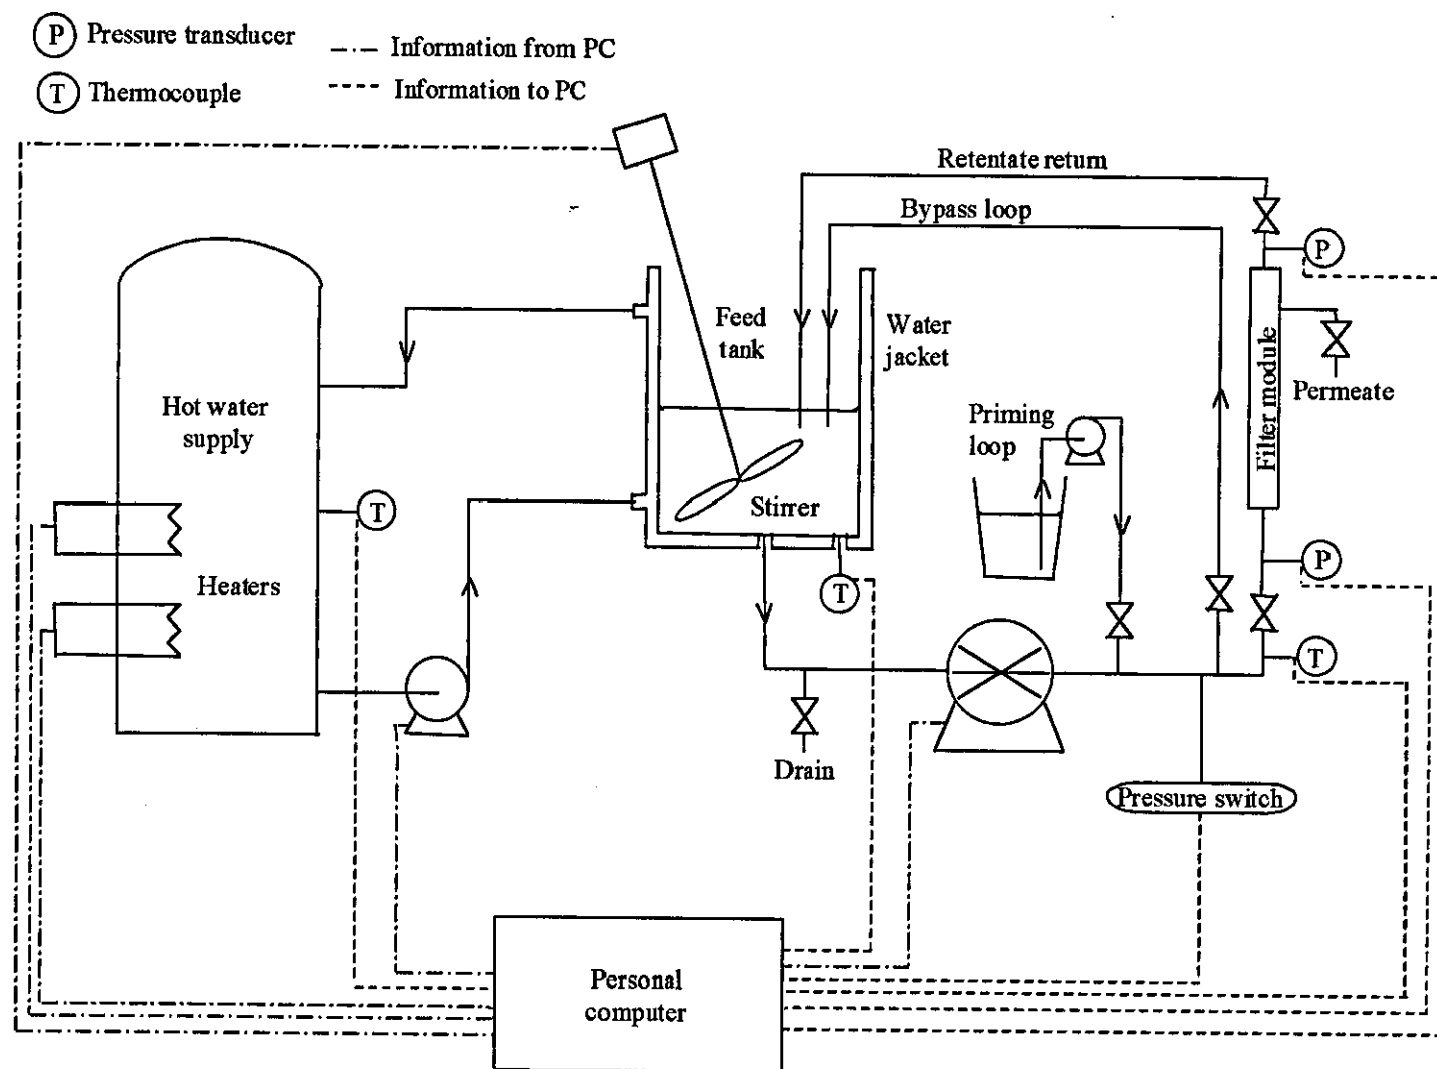 P Pressure transducer
Information from PC
T Thermocouple
Information to PC
Retentate return
Bypass loop
P
Feed
tank
Water
jacket
Permeate
Hot water
supply
Priming
loop
Filter module
T
Stirrer
Heaters
T
P
T
Drain
Pressure switch
Personal
computer